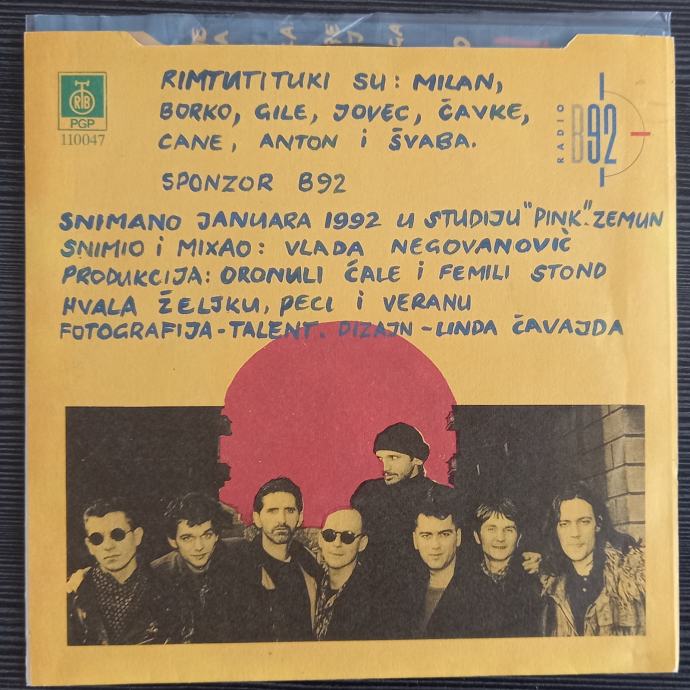 RIMTUTITUKI SU: MILAN,
BORKO, GILE, JOVEC, ČAVKE,
CANE, ANTON i ŠVABA.
RTB
PGP
110047
RADIO B92
SPONZOR B92
SNIMANO JANUARA 1992 U STUDIJU "PINK". ZEMUN
SNIMIO i MIXAO: VLADA NEGOVANOVIĆ
PRODUKCIJA: ORONULI ĆALE i FEMILI STOND
HVALA ŽELJKU, PECI i VERANU
FOTOGRAFIJA-TALENT. DIZAJN-LINDA ČAVAJDA